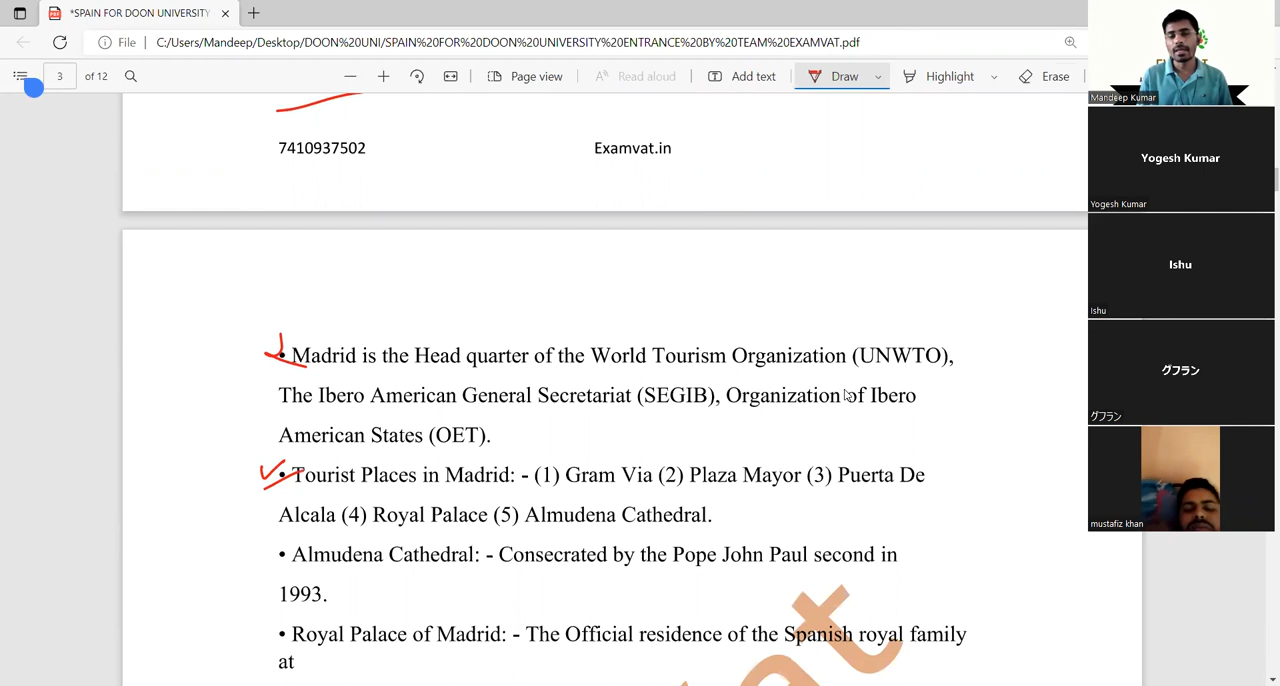 *SPAIN FOR DOON UNIVERSITY
File
C:/Users/Mandeep/Desktop/DOON%20UNI/SPAIN%20FOR%20DOON%20UNIVERSITY%20ENTRANCE%20BY%20TEAM%20EXAMVAT.pdf
3 of 12
Page view
Read aloud
Add text
Draw
Highlight
Erase
7410937502 Examvat.in
• Madrid is the Head quarter of the World Tourism Organization (UNWTO),
The Ibero American General Secretariat (SEGIB), Organization of Ibero
American States (OET).
• Tourist Places in Madrid: - (1) Gram Via (2) Plaza Mayor (3) Puerta De
Alcala (4) Royal Palace (5) Almudena Cathedral.
• Almudena Cathedral: - Consecrated by the Pope John Paul second in
1993.
• Royal Palace of Madrid: - The Official residence of the Spanish royal family
at
Mandeep Kumar
Yogesh Kumar
Yogesh Kumar
Ishu
Ishu
グフラン
グフラン
mustafiz khan